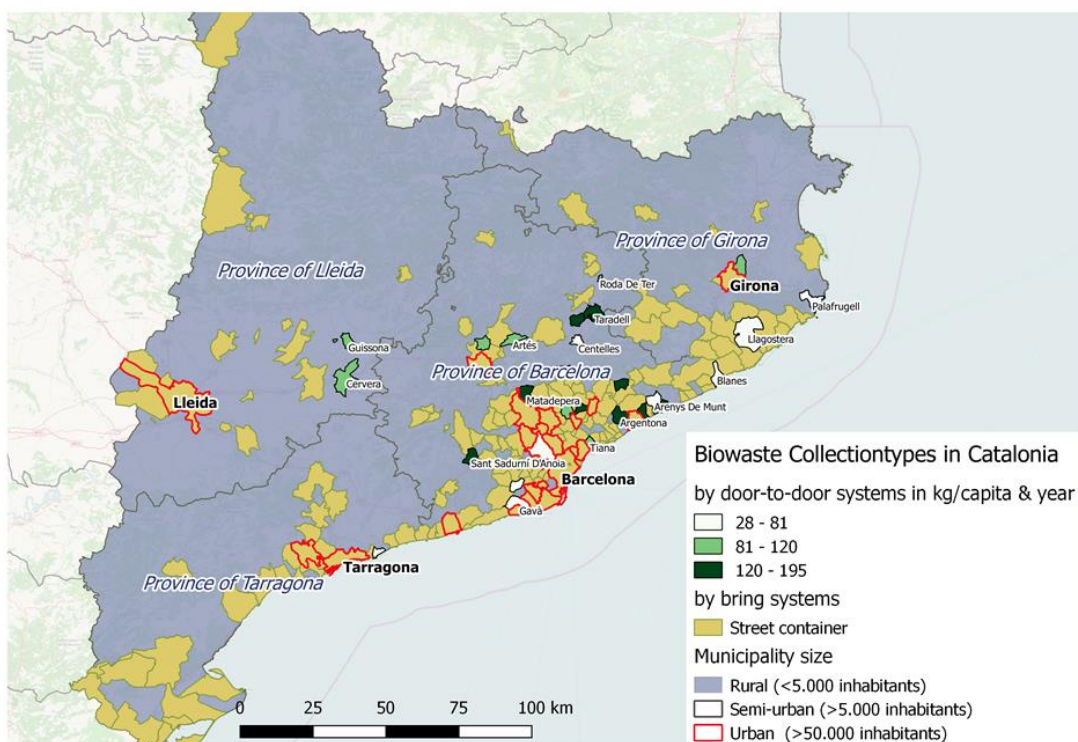 Province of Girona
Province of Lleida
Girona
Roda De Ter
Palafrugell
Taradell
Llagostera
Guissona
Artés
Centelles
Province of Barcelona
Cervera
Blanes
Lleida
Matadepera
Arenys De Munt
Argentona
Tiana
Sant Sadurní D'Anoia
Barcelona
Gavà
Tarragona
Province of Tarragona
0 25 50 75 100 km
Biowaste Collectiontypes in Catalonia
by door-to-door systems in kg/capita & year
28 - 81
81 - 120
120 - 195
by bring systems
Street container
Municipality size
Rural (<5.000 inhabitants)
Semi-urban (>5.000 inhabitants)
Urban (>50.000 inhabitants)